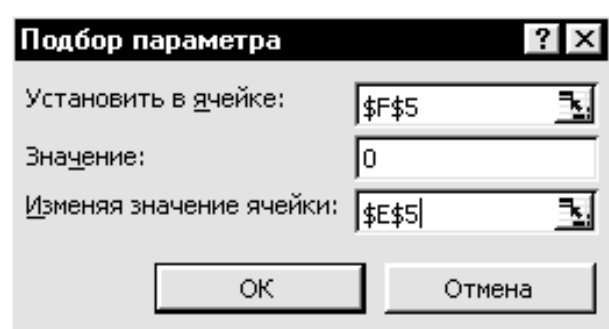 Подбор параметра ? X
Установить в ячейке: $F$5
Значение: 0
Изменяя значение ячейки: $E$5
ОК Отмена